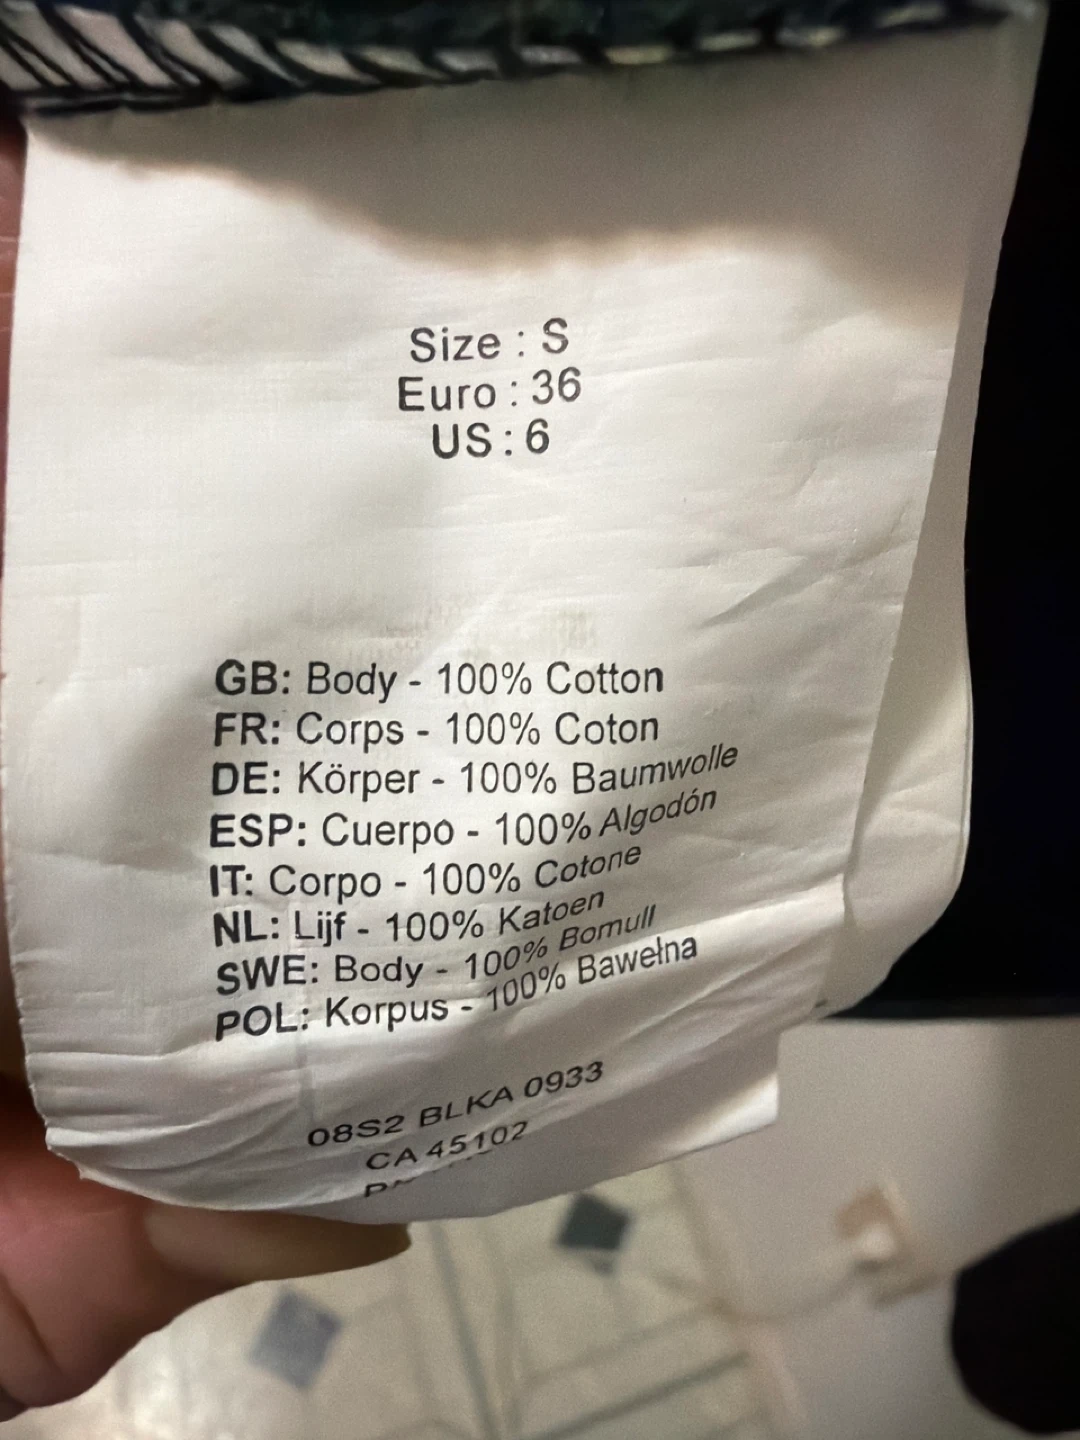 Size : S
Euro : 36
US : 6
GB: Body - 100% Cotton
FR: Corps - 100% Coton
DE: Körper - 100% Baumwolle
ESP: Cuerpo - 100% Algodón
IT: Corpo - 100% Cotone
NL: Lijf - 100% Katoen
SWE: Body - 100% Bomull
POL: Korpus - 100% Bawełna
08S2 BLKA 0933
CA 45102